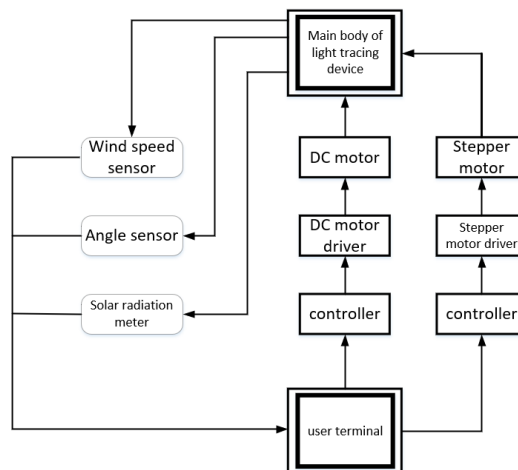 Main body of
light tracing
device
Wind speed
sensor
DC motor
Stepper
motor
Angle sensor
DC motor
driver
Stepper
motor driver
Solar radiation
meter
controller
controller
user terminal